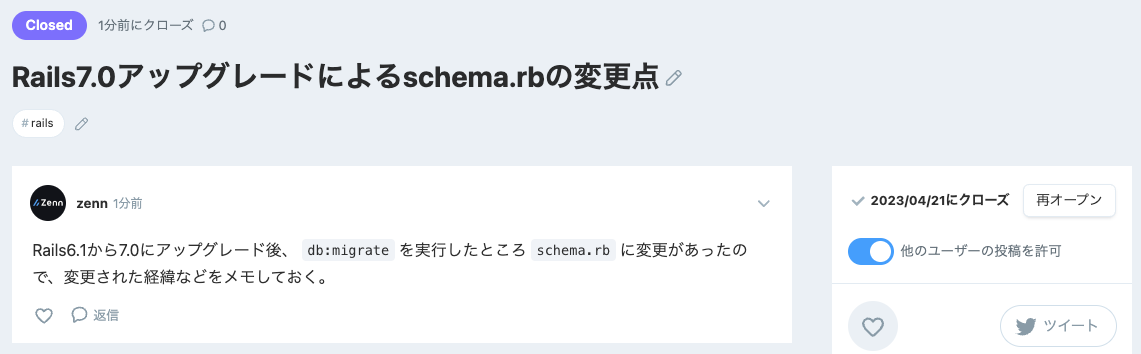 Closed 1分前にクローズ 0
Rails7.0アップグレードによるschema.rbの変更点
#rails
Zenn
zenn 1分前
Rails6.1から7.0にアップグレード後、 db:migrate を実行したところ schema.rb に変更があったの
で、変更された経緯などをメモしておく。
返信
2023/04/21にクローズ 再オープン
他のユーザーの投稿を許可
ツイート